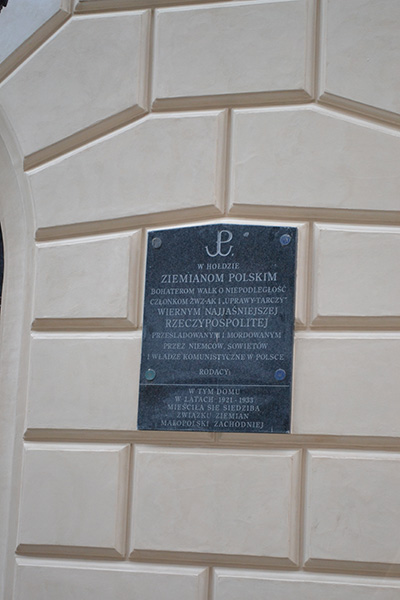 W HOŁDZIE
ZIEMIANOM POLSKIM
BOHATEROM WALK O NIEPODLEGŁOŚĆ
CZŁONKOM ZWZ-AK I „UPRAWY-TARCZY”
WIERNYM NAJJAŚNIEJSZEJ
RZECZYPOSPOLITEJ
PRZEŚLADOWANYM I MORDOWANYM
PRZEZ NIEMCÓW, SOWIETÓW
I WŁADZE KOMUNISTYCZNE W POLSCE
RODACY
W TYM DOMU
W LATACH 1921-1933
MIEŚCIŁA SIĘ SIEDZIBA
ZWIĄZKU ZIEMIAN
MAŁOPOLSKI ZACHODNIEJ